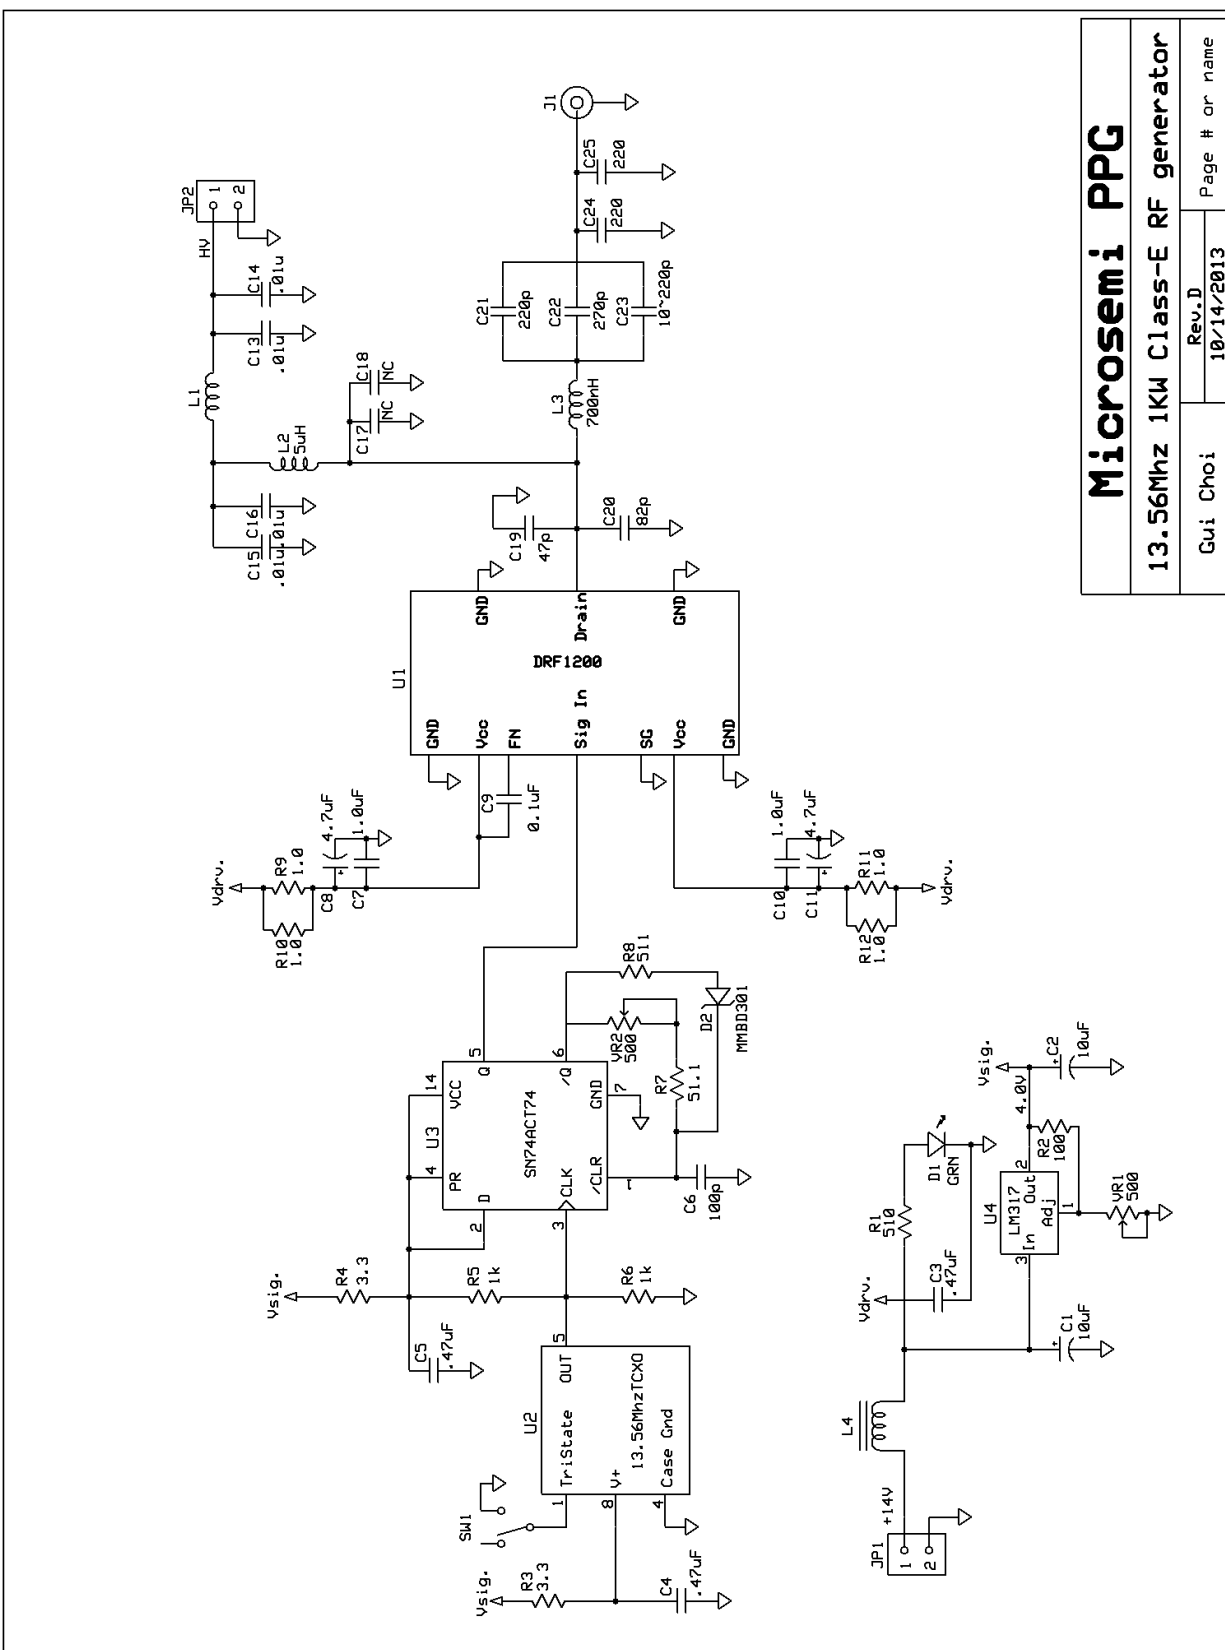 Microsemi PPG
13.56Mhz 1KW Class-E RF generator
Gui Choi
Rev.D
10/14/2013
Page # or name
JP2
1
2
HV
C14
.01u
C13
.01u
L1
L2
5uH
C16
.01u
C15
.01u
C18
NC
C17
NC
J1
C25
220
C24
220
C21
220p
C22
270p
C23
10~220p
L3
700nH
C19
47p
C20
82p
U1
DRF1200
GND
Drain
GND
GND
Vcc
FN
Sig In
SG
Vcc
GND
C9
0.1uF
Vdrv.
R9
1.0
R10
1.0
4.7uF
C8
1.0uF
C7
1.0uF
C10
4.7uF
C11
R11
1.0
R12
1.0
Vdrv.
R8
511
D2
MMBD301
VR2
500
R7
51.1
C6
100p
U3
SN74ACT74
14
VCC
4
PR
2
D
3
CLK
5
Q
6
/Q
GND
7
/CLR
1
Vsig.
R4
3.3
R5
1k
R6
1k
C5
.47uF
U2
13.56MhzTCXO
5
OUT
TriState
1
V+
8
Case Gnd
4
SW1
Vsig.
R3
3.3
C4
.47uF
JP1
1
2
+14V
L4
Vdrv.
C3
.47uF
R1
510
D1
GRN
U4
LM317
In
3
Out
2
Adj
1
C1
10uF
R2
100
VR1
500
4.0V
Vsig.
C2
10uF